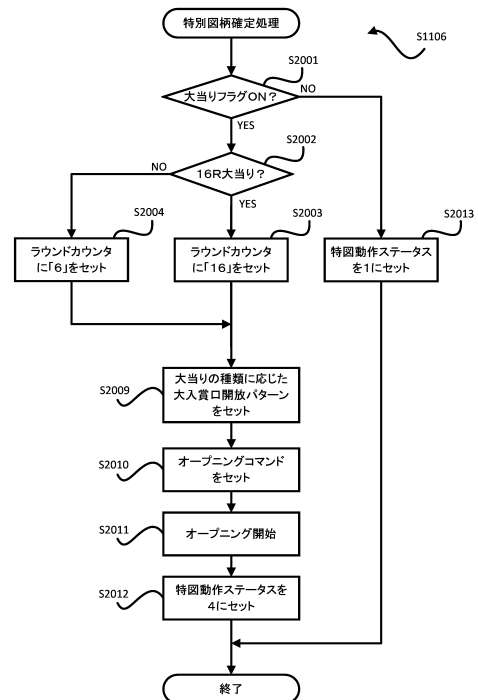 特別図柄確定処理
S1106
S2001
大当りフラグON？
NO
YES
S2002
16R大当り？
NO
YES
S2004
ラウンドカウンタ
に「6」をセット
S2003
ラウンドカウンタ
に「16」をセット
S2013
特図動作ステータス
を1にセット
S2009
大当りの種類に応じた
大入賞口開放パターン
をセット
S2010
オープニングコマンド
をセット
S2011
オープニング開始
S2012
特図動作ステータスを
4にセット
終了